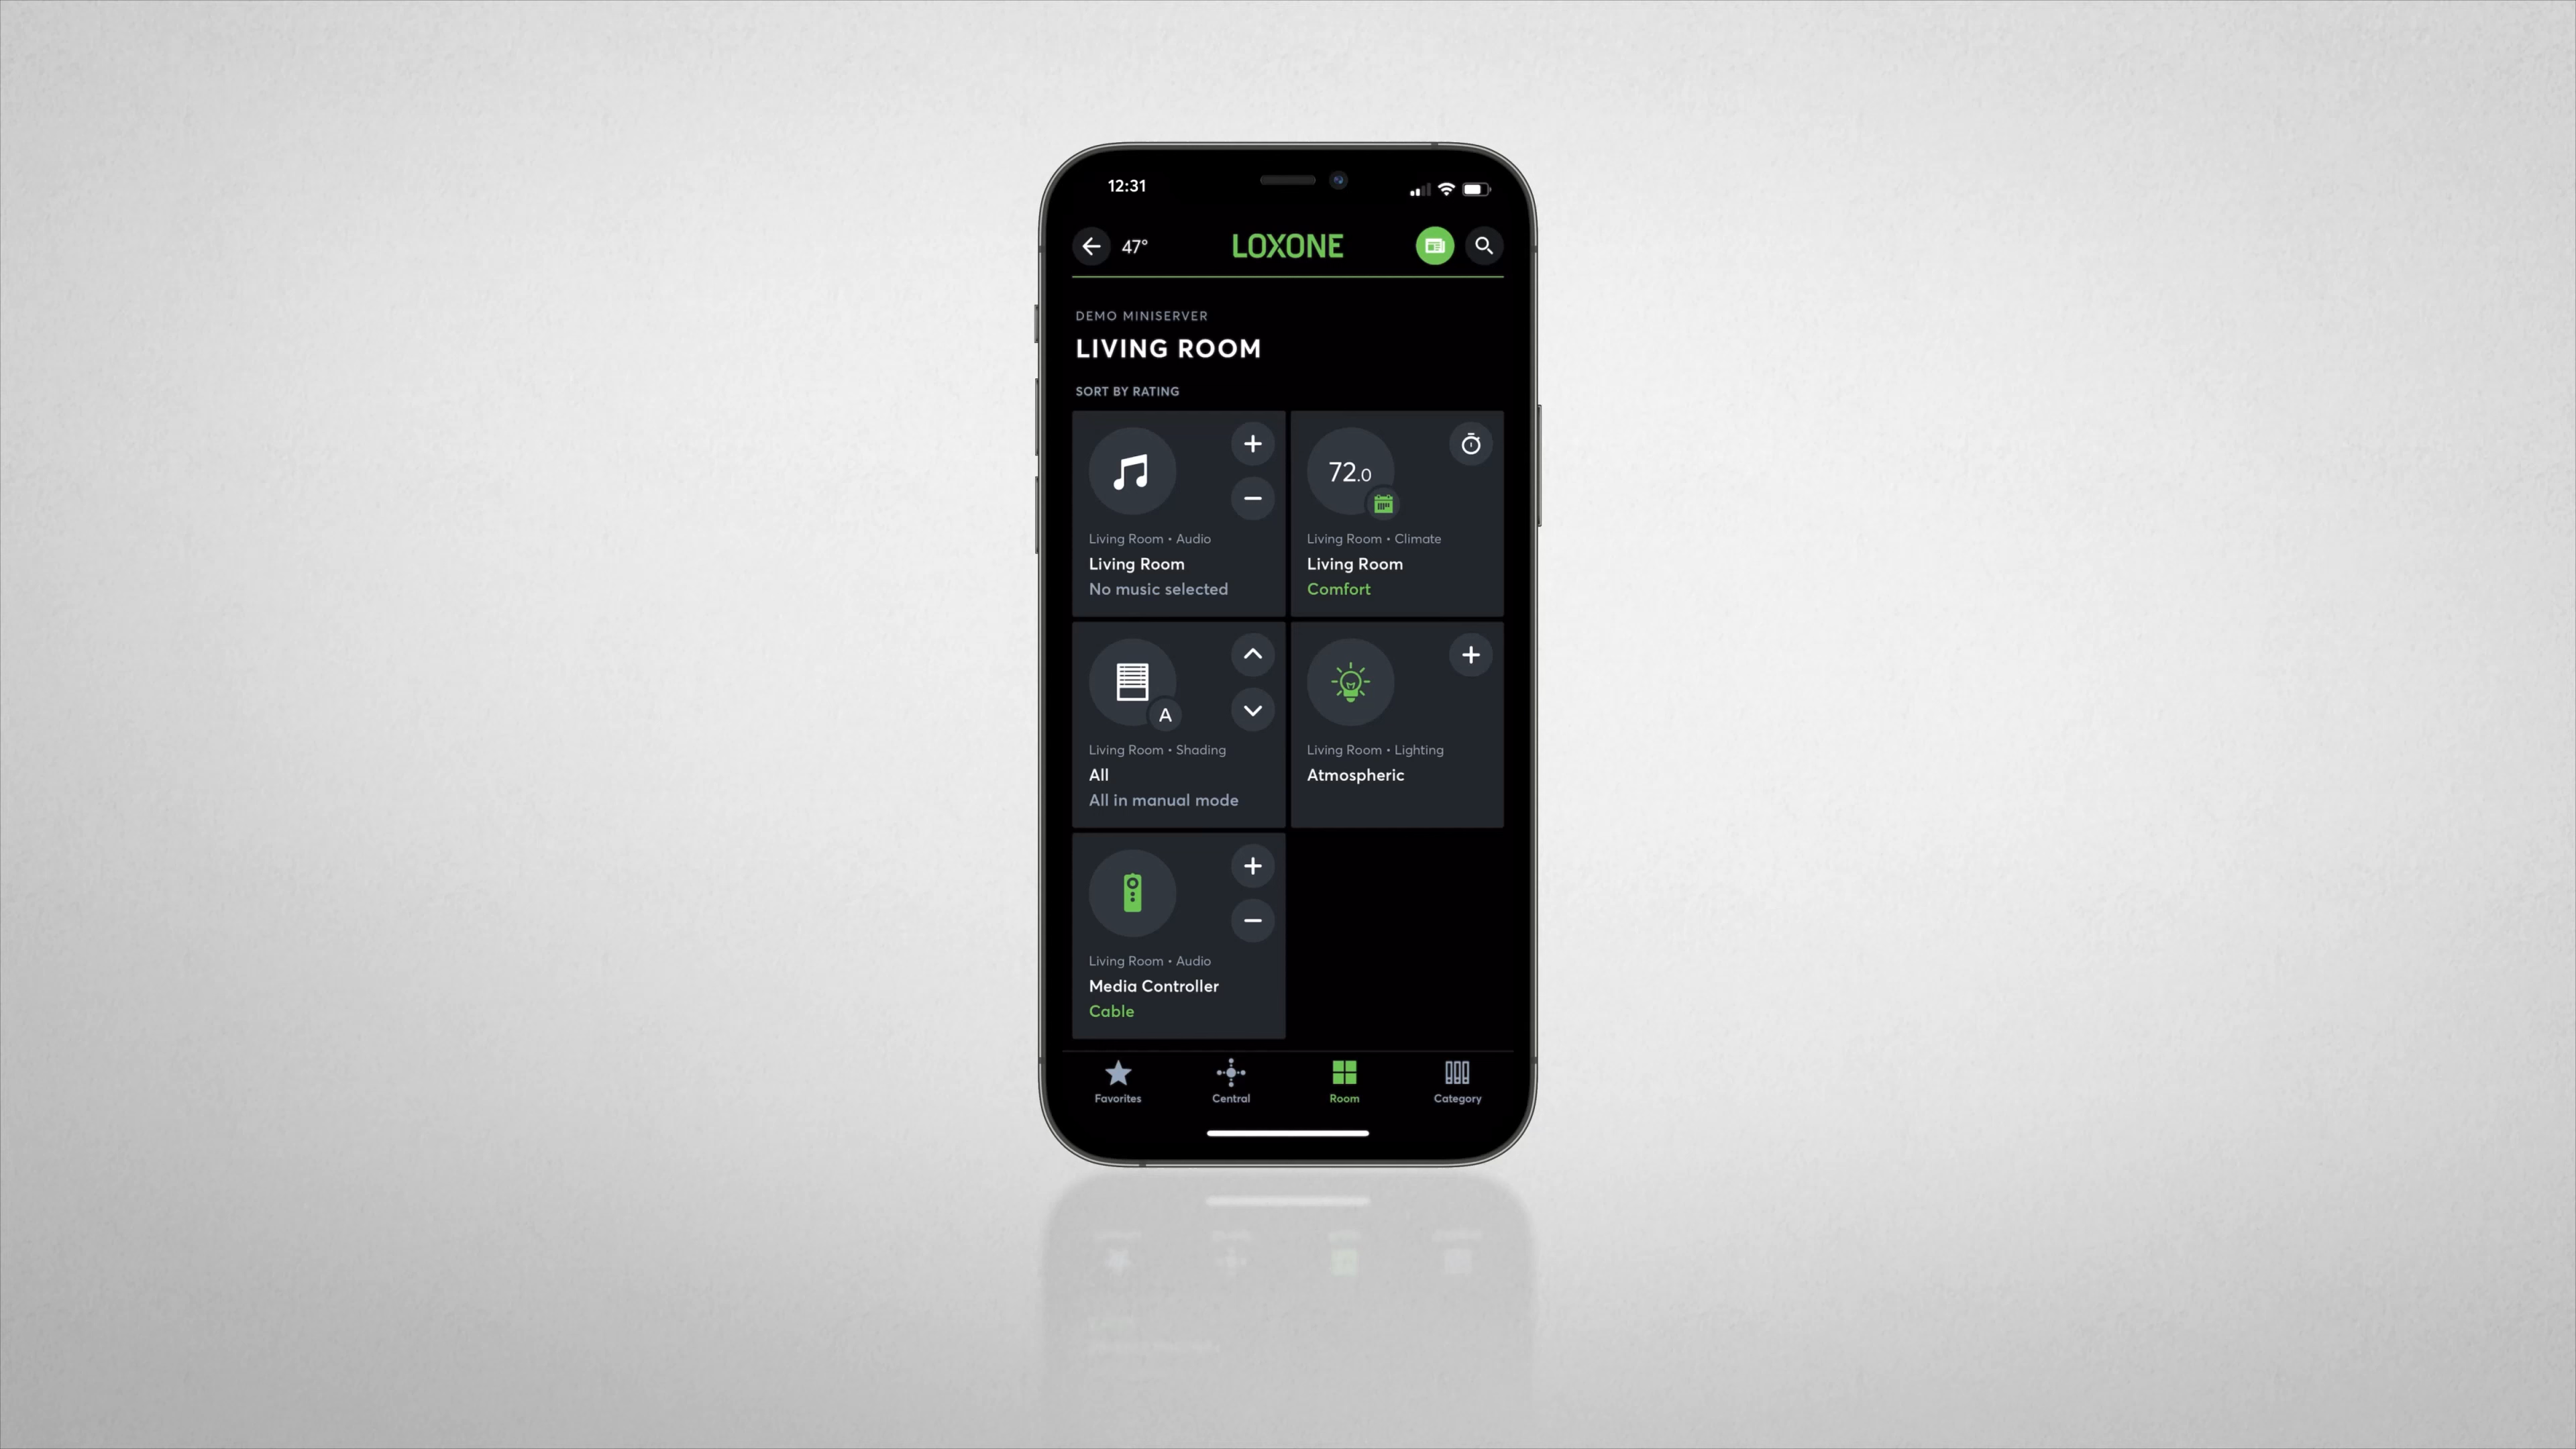 12:31
47°
LOXONE
DEMO MINISERVER
LIVING ROOM
SORT BY RATING
Living Room • Audio
Living Room
No music selected
72.0
Living Room • Climate
Living Room
Comfort
A
Living Room • Shading
All
All in manual mode
Living Room • Lighting
Atmospheric
Living Room • Audio
Media Controller
Cable
Favorites
Central
Room
Category